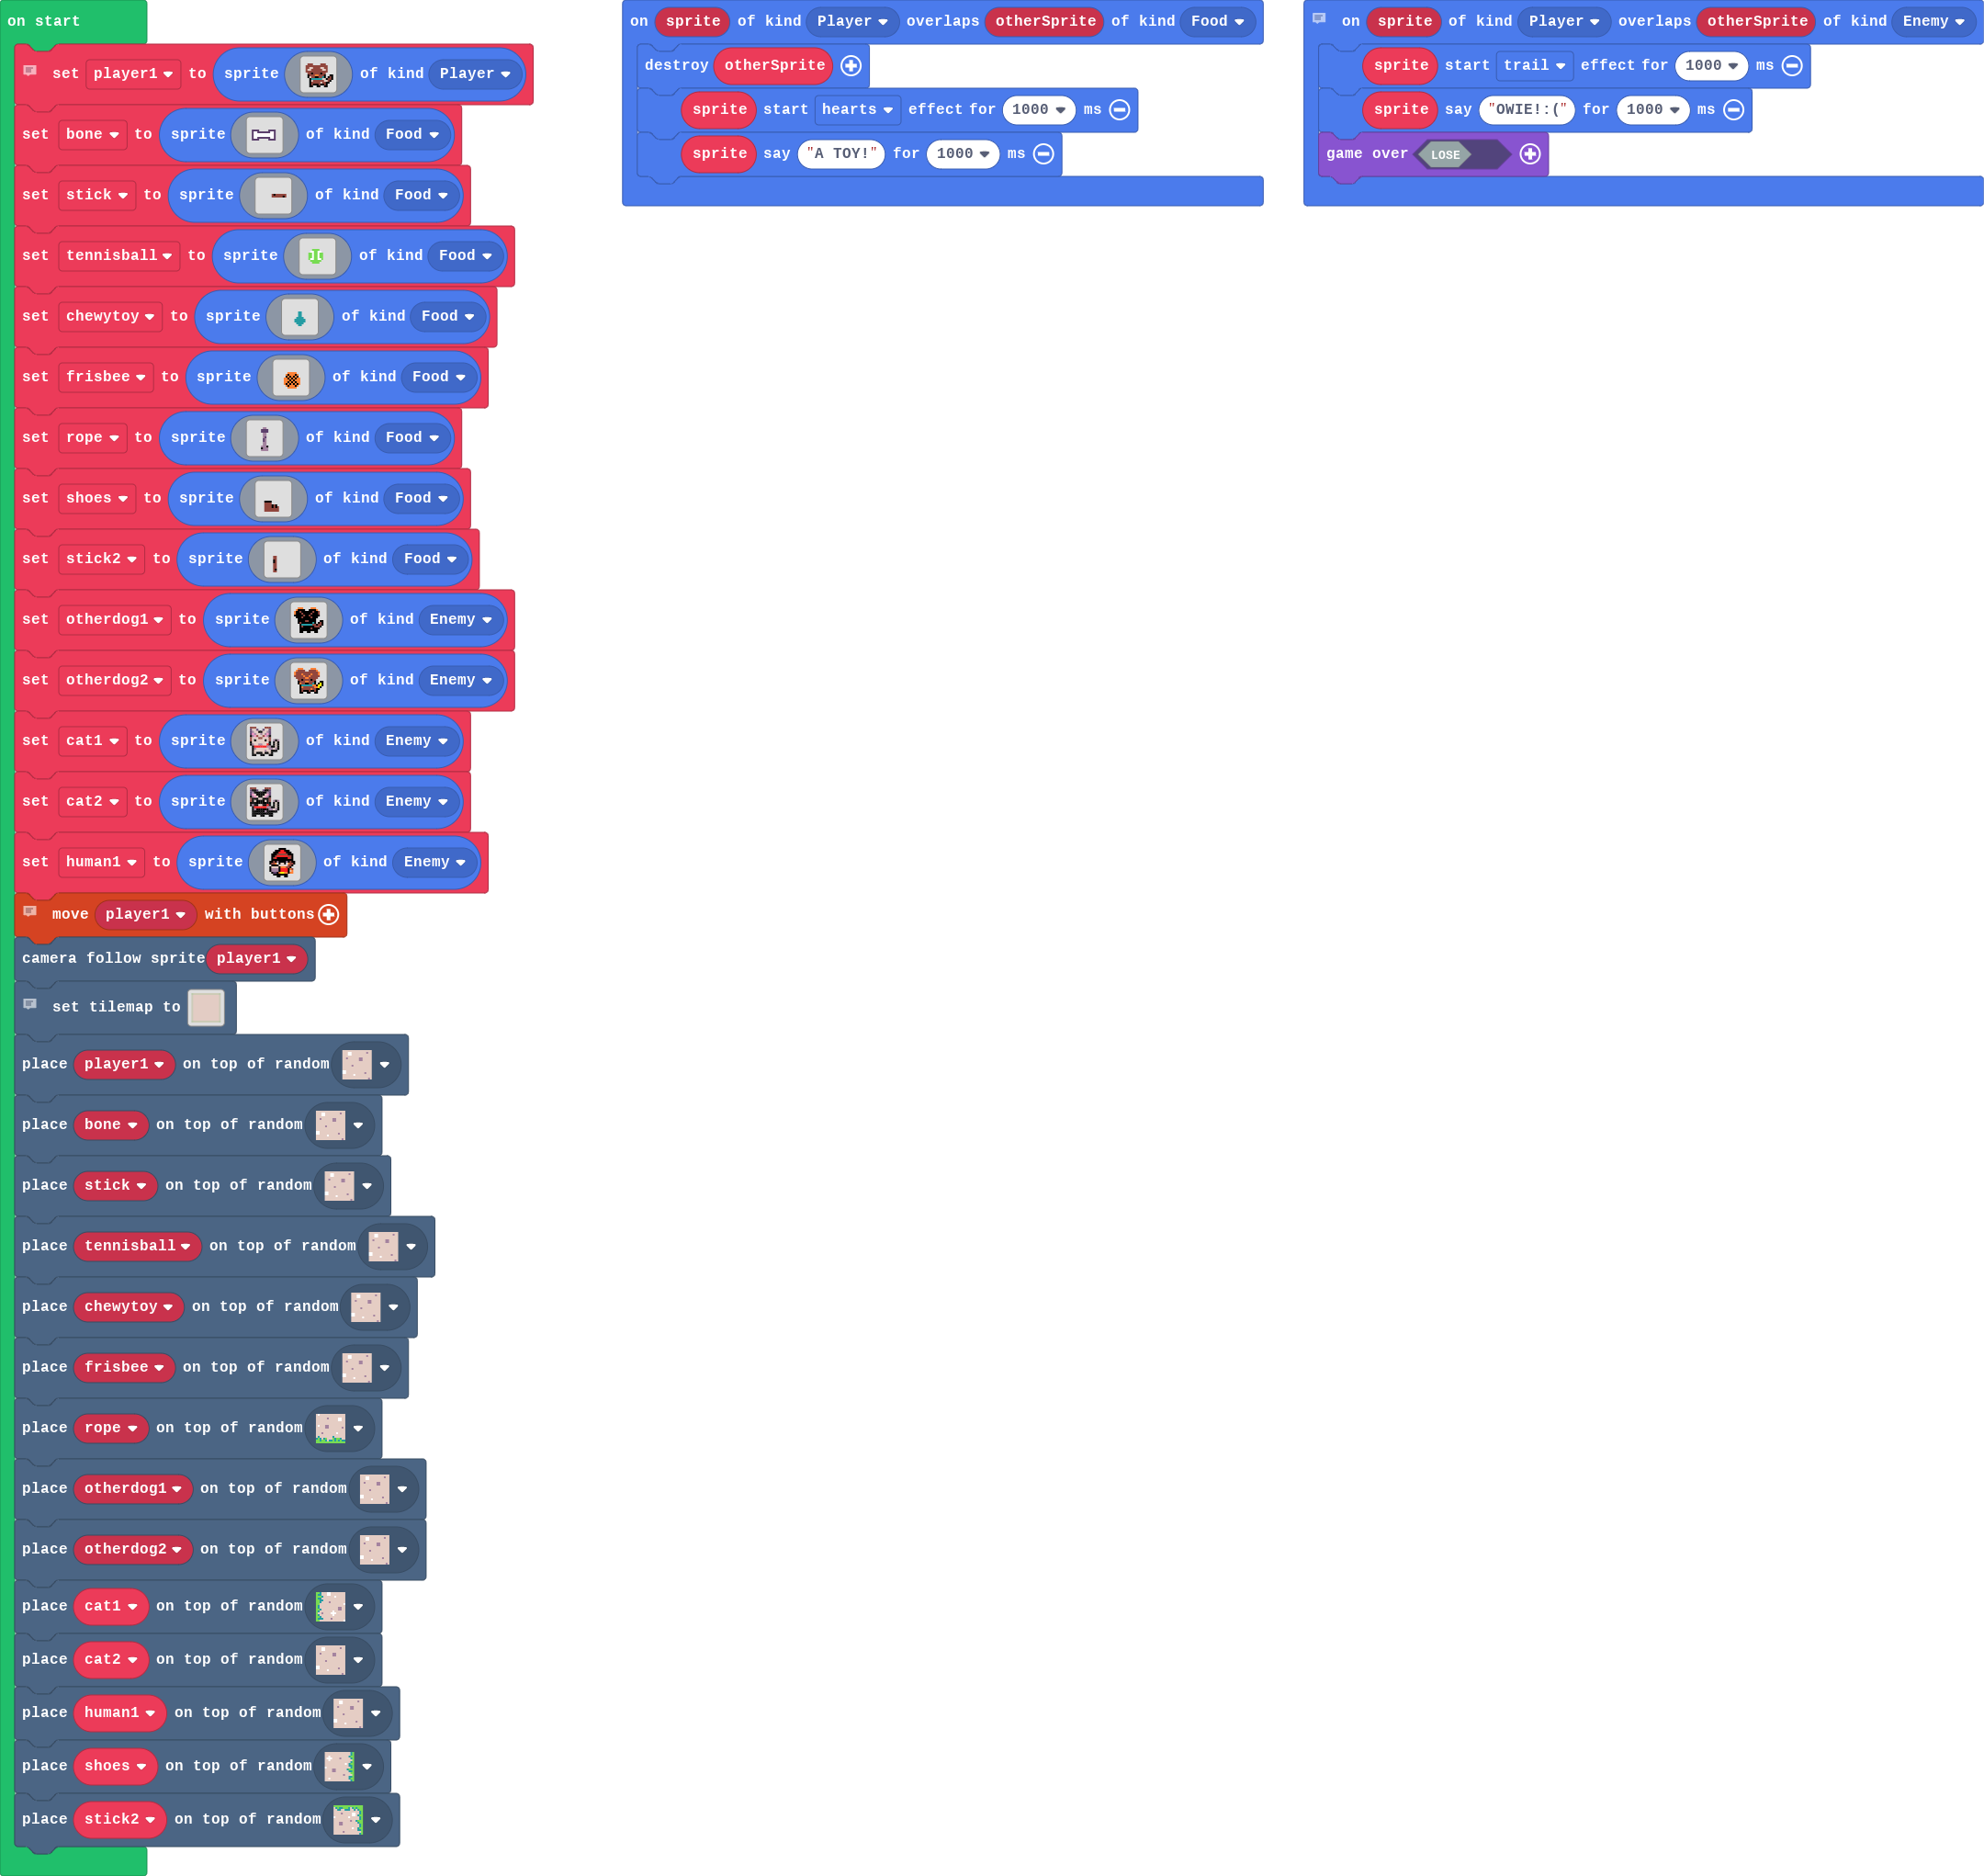 on start
set player1 to sprite of kind Player
set bone to sprite of kind Food
set stick to sprite of kind Food
set tennisball to sprite of kind Food
set chewytoy to sprite of kind Food
set frisbee to sprite of kind Food
set rope to sprite of kind Food
set shoes to sprite of kind Food
set stick2 to sprite of kind Food
set otherdog1 to sprite of kind Enemy
set otherdog2 to sprite of kind Enemy
set cat1 to sprite of kind Enemy
set cat2 to sprite of kind Enemy
set human1 to sprite of kind Enemy
move player1 with buttons
camera follow sprite player1
set tilemap to
place player1 on top of random
place bone on top of random
place stick on top of random
place tennisball on top of random
place chewytoy on top of random
place frisbee on top of random
place rope on top of random
place otherdog1 on top of random
place otherdog2 on top of random
place cat1 on top of random
place cat2 on top of random
place human1 on top of random
place shoes on top of random
place stick2 on top of random
on sprite of kind Player overlaps otherSprite of kind Food
destroy otherSprite
sprite start hearts effect for 1000 ms
sprite say "A TOY!" for 1000 ms
on sprite of kind Player overlaps otherSprite of kind Enemy
sprite start trail effect for 1000 ms
sprite say "OWIE!:(" for 1000 ms
game over LOSE